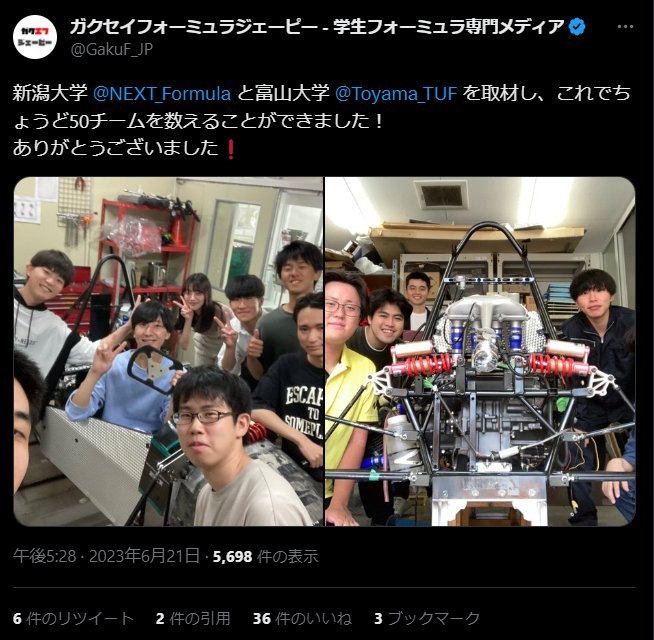 ガクセイフォーミュラジェーピー - 学生フォーミュラ専門メディア
ガクエフ
ジェーピー
@GakuF_JP
新潟大学 @NEXT_Formula と富山大学 @Toyama_TUF を取材し、これでち
ょうど50チームを数えることができました！
ありがとうございました❗
ESCAPE
TO
SOMEPL
午後5:28 · 2023年6月21日 · 5,698 件の表示
6 件のリツイート 2 件の引用 36 件のいいね 3 ブックマーク